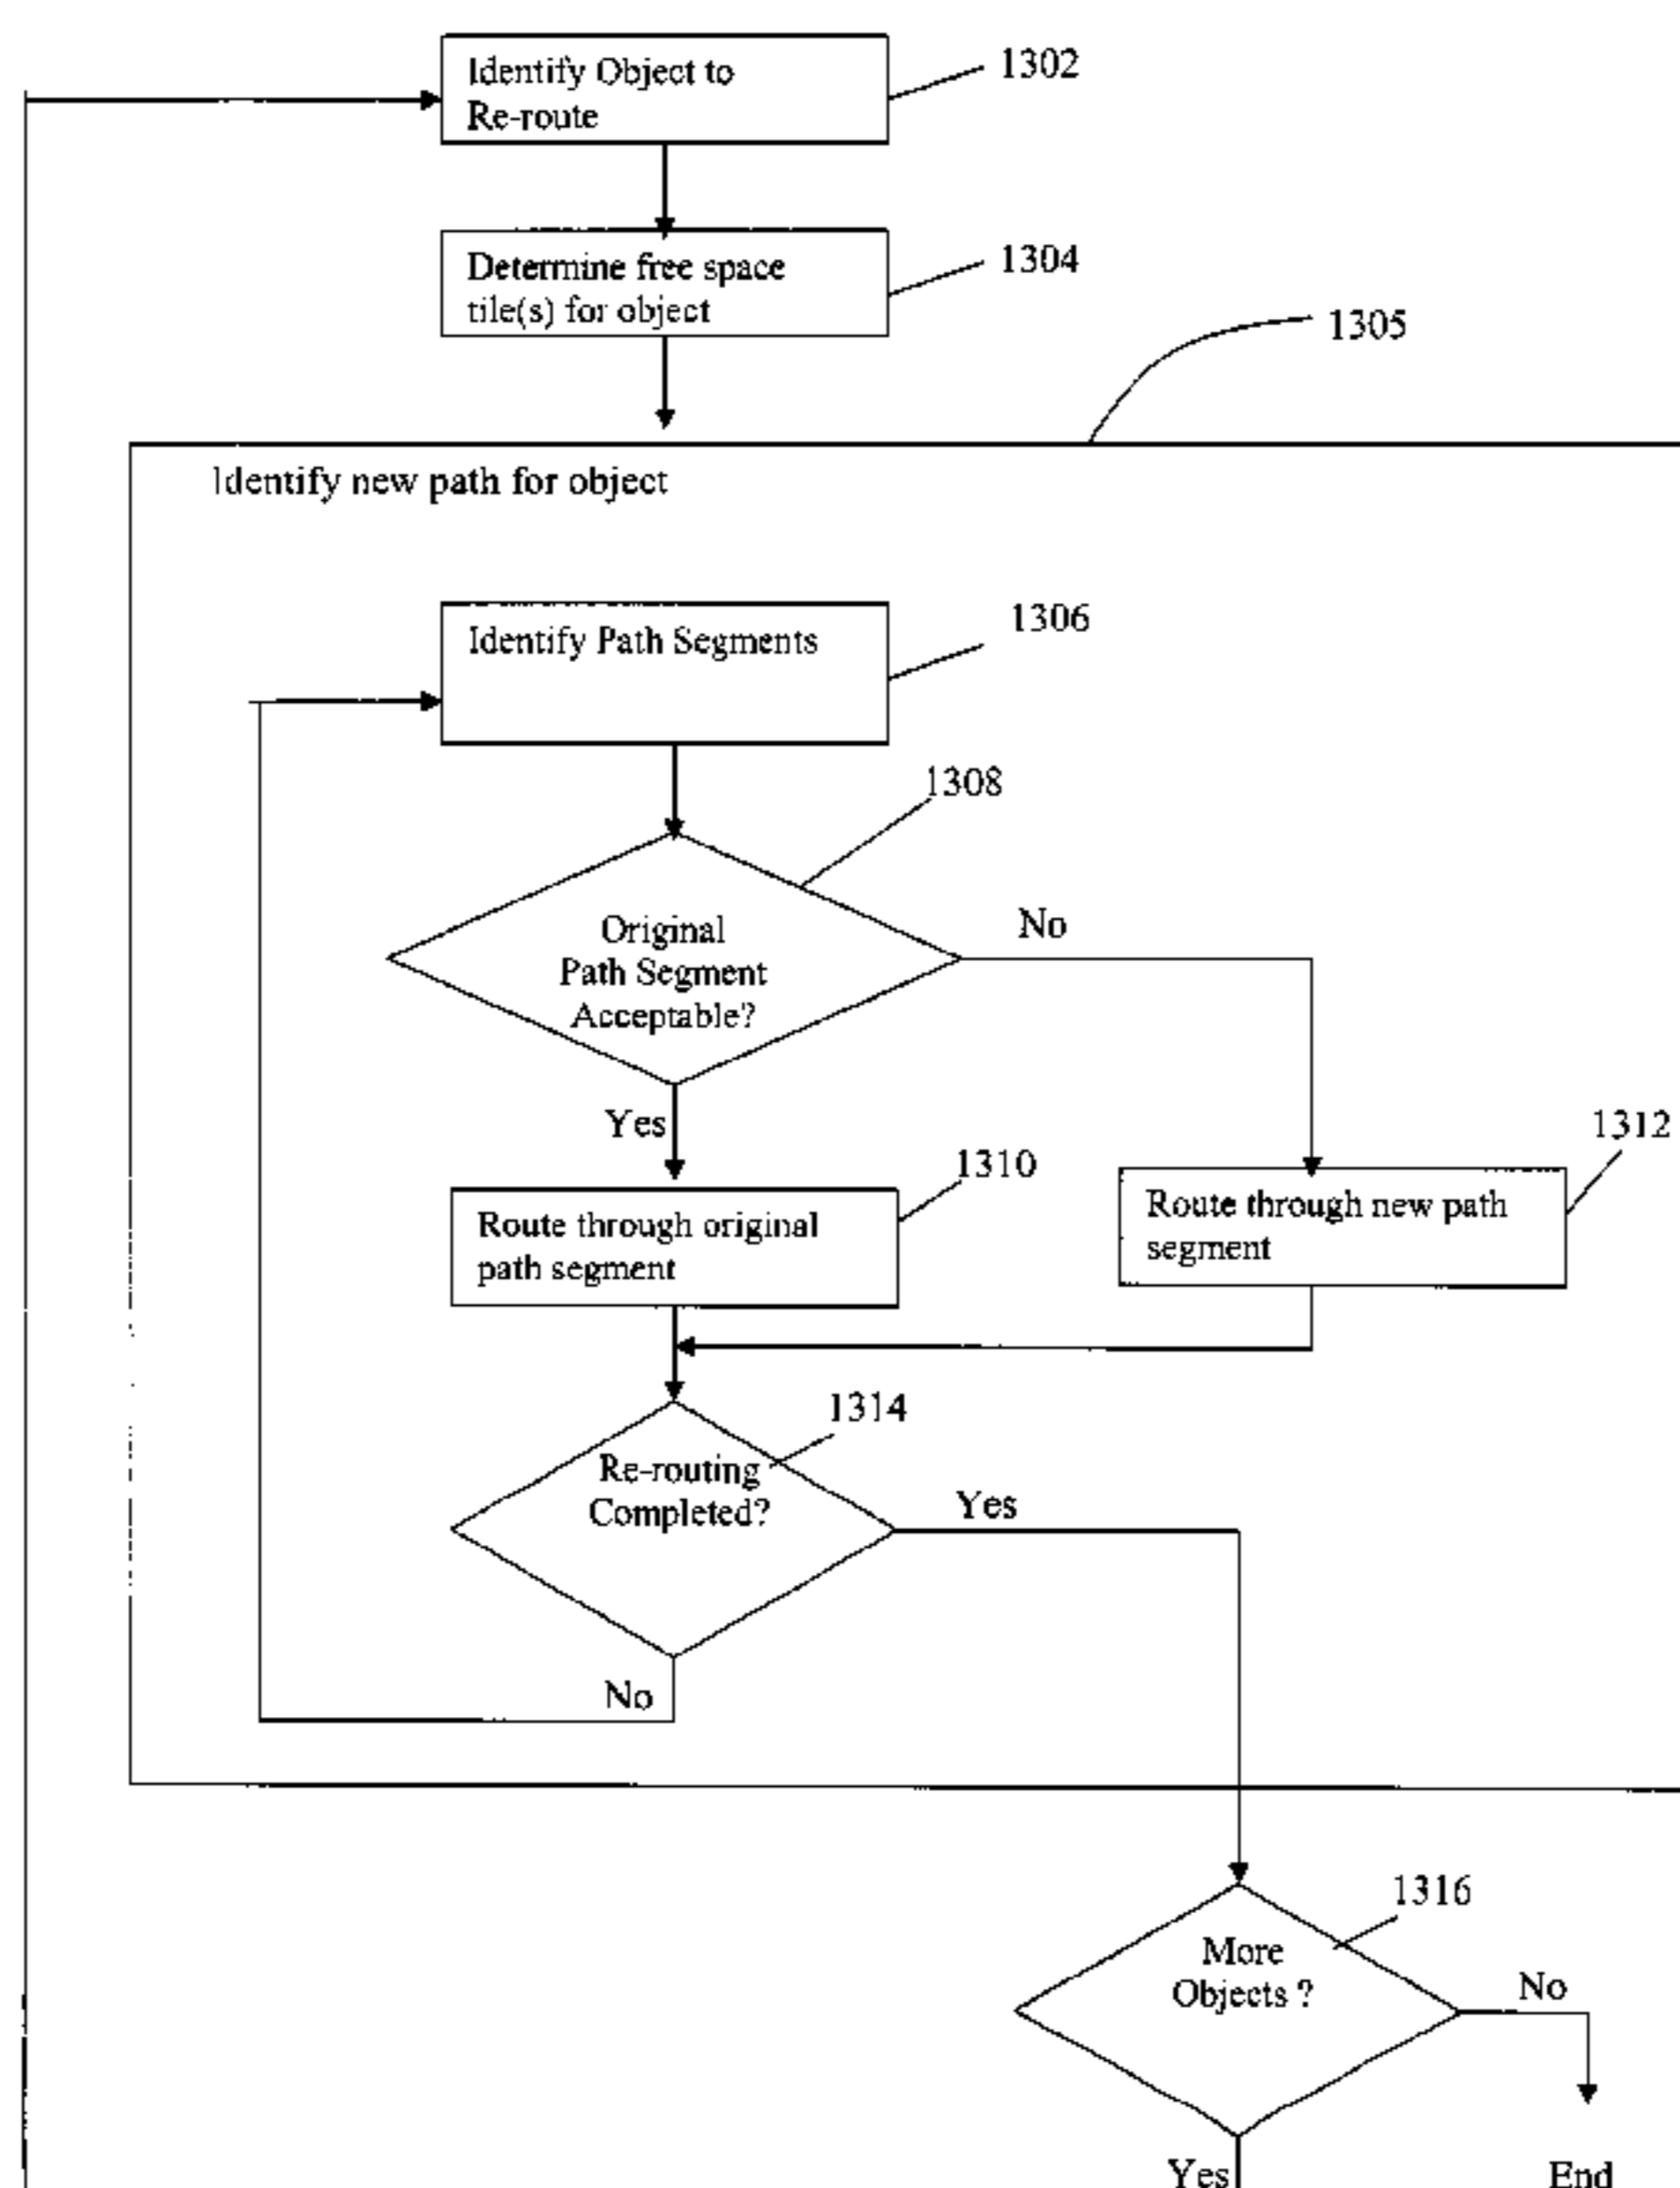 Identify Object to
Re-route
1302
Determine free space
tile(s) for object
1304
1305
Identify new path for object
Identify Path Segments
1306
1308
Original
Path Segment
Acceptable?
No
Yes
1310
1312
Route through original
path segment
Route through new path
segment
1314
Re-routing
Completed?
Yes
No
1316
More
Objects ?
No
Yes
End